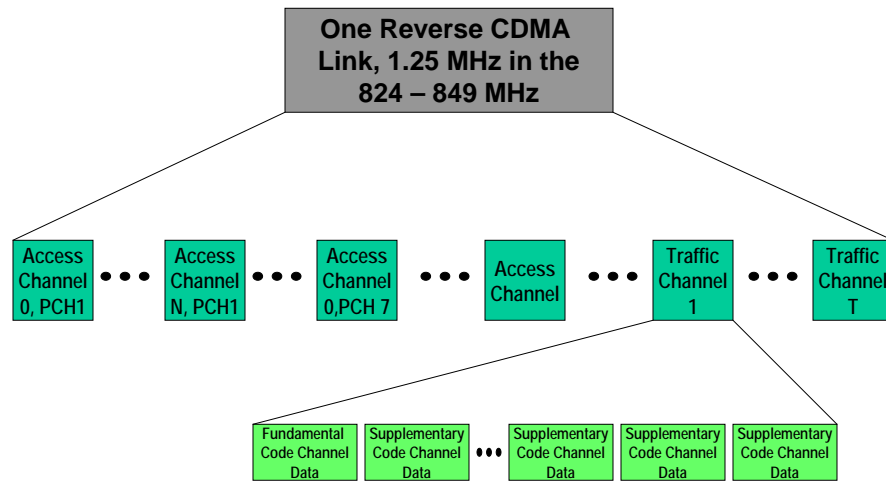 One Reverse CDMA
Link, 1.25 MHz in the
824 – 849 MHz
Access
Channel
0, PCH1
Access
Channel
N, PCH1
Access
Channel
0,PCH 7
Access
Channel
Traffic
Channel
1
Traffic
Channel
T
Fundamental
Code Channel
Data
Supplementary
Code Channel
Data
Supplementary
Code Channel
Data
Supplementary
Code Channel
Data
Supplementary
Code Channel
Data